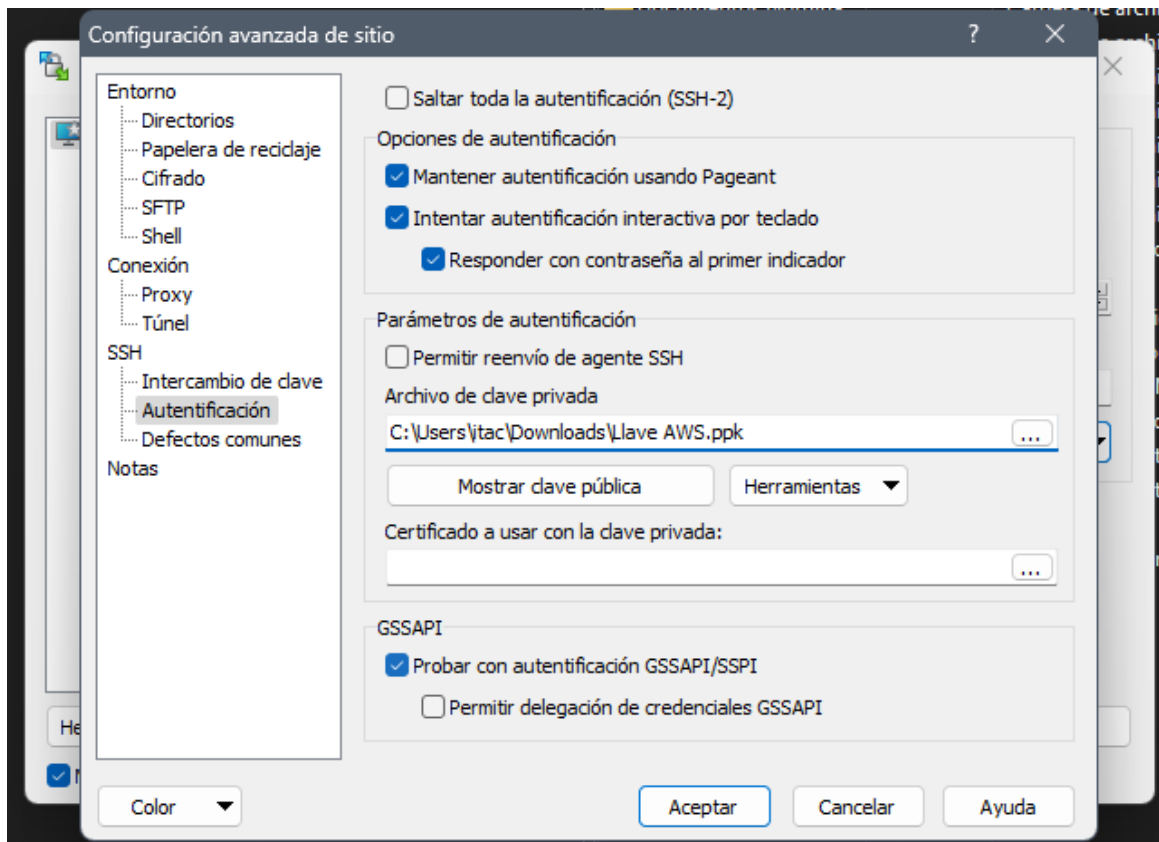 Configuración avanzada de sitio
?
Entorno
Directorios
Papelera de reciclaje
Cifrado
SFTP
Shell
Conexión
Proxy
Túnel
SSH
Intercambio de clave
Autentificación
Defectos comunes
Notas
Saltar toda la autentificación (SSH-2)
Opciones de autentificación
Mantener autentificación usando Pageant
Intentar autentificación interactiva por teclado
Responder con contraseña al primer indicador
Parámetros de autentificación
Permitir reenvío de agente SSH
Archivo de clave privada
C:\Users\itac\Downloads\Llave AWS.ppk
...
Mostrar clave pública
Herramientas
Certificado a usar con la clave privada:
...
GSSAPI
Probar con autentificación GSSAPI/SSPI
Permitir delegación de credenciales GSSAPI
He
Color
Aceptar
Cancelar
Ayuda